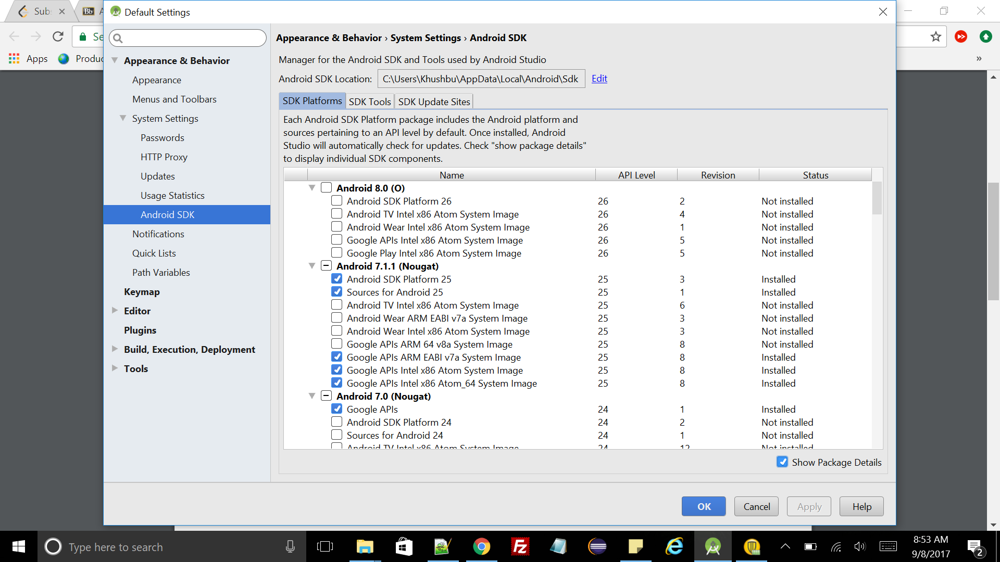 Subs
Bb A
Default Settings
Se
Apps
Produc
»
Appearance & Behavior
Appearance
Menus and Toolbars
System Settings
Passwords
HTTP Proxy
Updates
Usage Statistics
Android SDK
Notifications
Quick Lists
Path Variables
Keymap
Editor
Plugins
Build, Execution, Deployment
Tools
Appearance & Behavior › System Settings › Android SDK
Manager for the Android SDK and Tools used by Android Studio
Android SDK Location: C:\Users\Khushbu\AppData\Local\Android\Sdk Edit
SDK Platforms SDK Tools SDK Update Sites
Each Android SDK Platform package includes the Android platform and
sources pertaining to an API level by default. Once installed, Android
Studio will automatically check for updates. Check "show package details"
to display individual SDK components.
Name API Level Revision Status
Android 8.0 (O)
Android SDK Platform 26 26 2 Not installed
Android TV Intel x86 Atom System Image 26 4 Not installed
Android Wear Intel x86 Atom System Image 26 1 Not installed
Google APIs Intel x86 Atom System Image 26 5 Not installed
Google Play Intel x86 Atom System Image 26 5 Not installed
Android 7.1.1 (Nougat)
Android SDK Platform 25 25 3 Installed
Sources for Android 25 25 1 Installed
Android TV Intel x86 Atom System Image 25 6 Not installed
Android Wear ARM EABI v7a System Image 25 3 Not installed
Android Wear Intel x86 Atom System Image 25 3 Not installed
Google APIs ARM 64 v8a System Image 25 8 Not installed
Google APIs ARM EABI v7a System Image 25 8 Installed
Google APIs Intel x86 Atom System Image 25 8 Installed
Google APIs Intel x86 Atom_64 System Image 25 8 Installed
Android 7.0 (Nougat)
Google APIs 24 1 Installed
Android SDK Platform 24 24 2 Not installed
Sources for Android 24 24 1 Not installed
Android TV Intel x86 Atom System Image 24 12 Not installed
Show Package Details
OK Cancel Apply Help
Type here to search
Fz
8:53 AM
9/8/2017
2